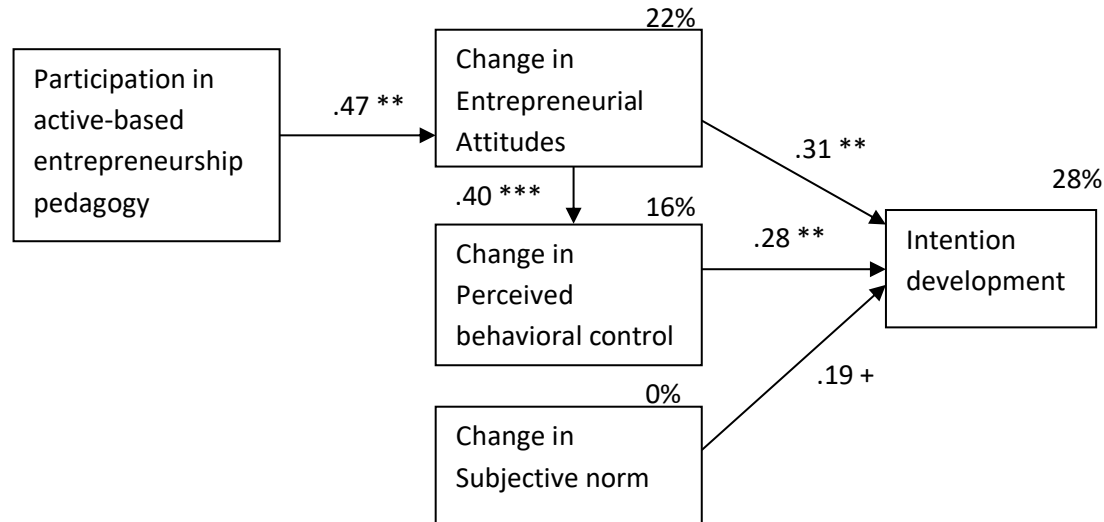 22%
Participation in
active-based
entrepreneurship
pedagogy
.47 **
Change in
Entrepreneurial
Attitudes
.31 **
28%
.40 ***
16%
Change in
Perceived
behavioral control
.28 **
Intention
development
.19 +
0%
Change in
Subjective norm